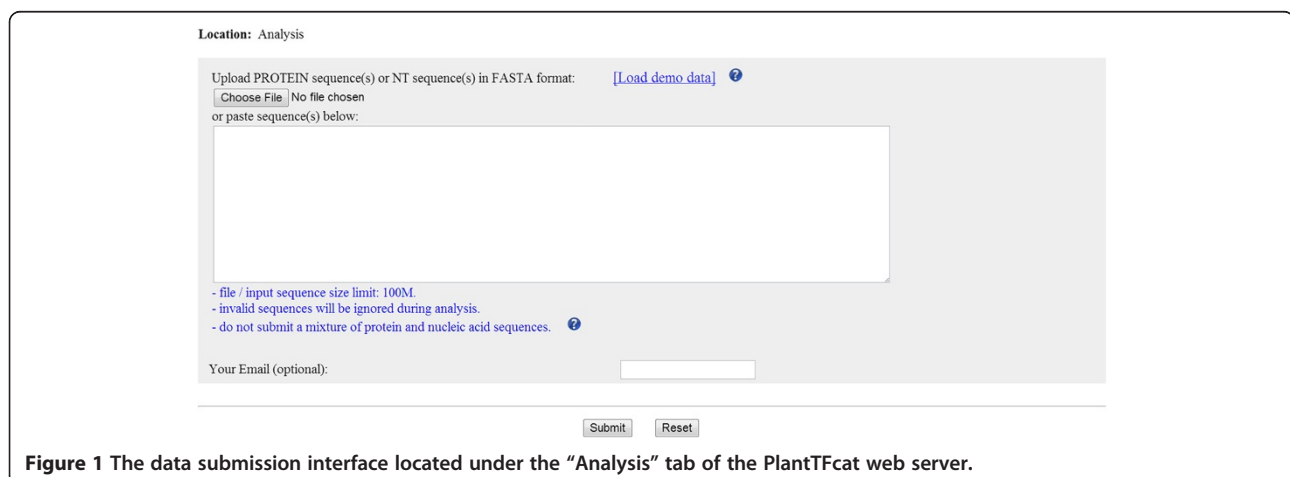 Location: Analysis
Upload PROTEIN sequence(s) or NT sequence(s) in FASTA format: [Load demo data] ?
Choose File No file chosen
or paste sequence(s) below:
- file / input sequence size limit: 100M.
- invalid sequences will be ignored during analysis.
- do not submit a mixture of protein and nucleic acid sequences. ?
Your Email (optional):
Submit Reset
Figure 1 The data submission interface located under the “Analysis” tab of the PlantTFcat web server.